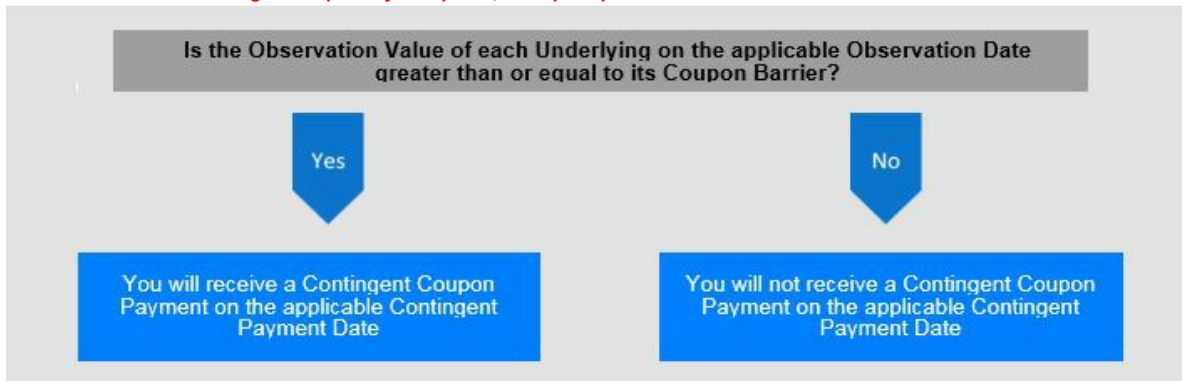 Is the Observation Value of each Underlying on the applicable Observation Date
greater than or equal to its Coupon Barrier?
Yes
No
You will receive a Contingent Coupon
Payment on the applicable Contingent
Payment Date
You will not receive a Contingent Coupon
Payment on the applicable Contingent
Payment Date